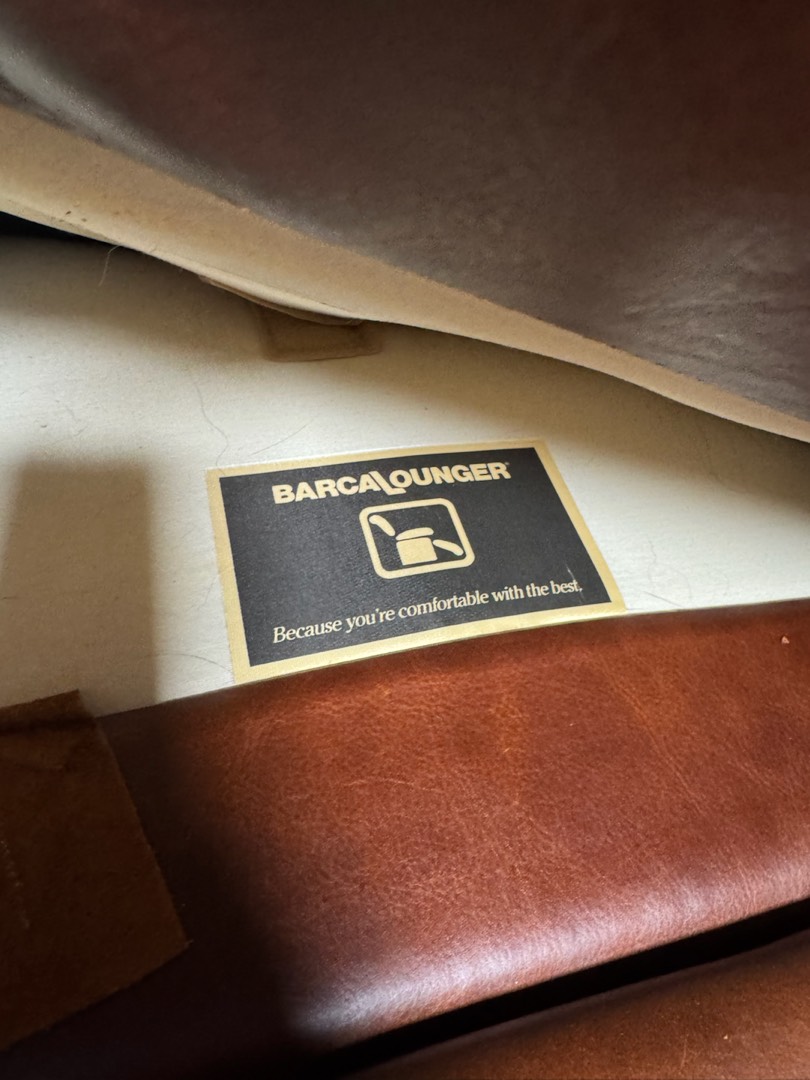 BARCALOUNGER
Because you're comfortable with the best.